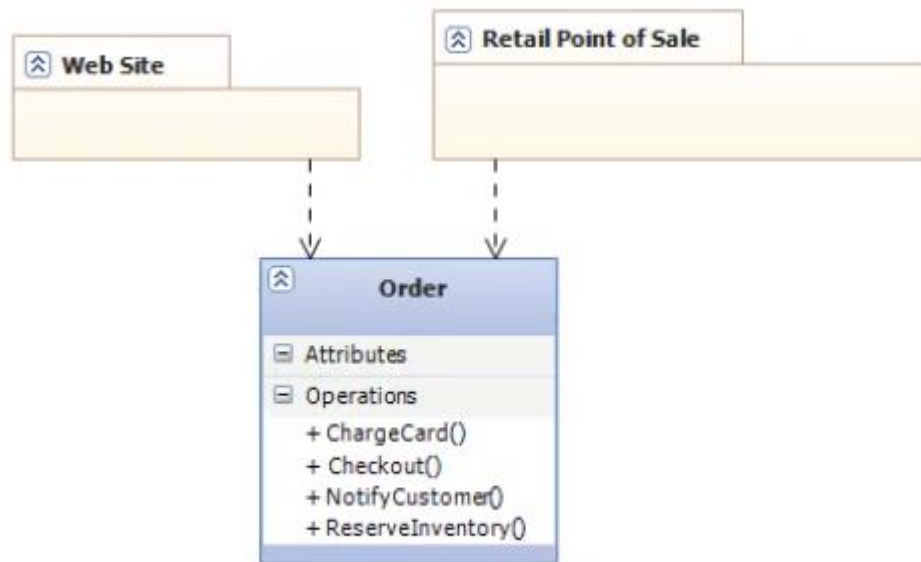 Web Site
Retail Point of Sale
Order
Attributes
Operations
+ ChargeCard()
+ Checkout()
+ NotifyCustomer()
+ ReserveInventory()